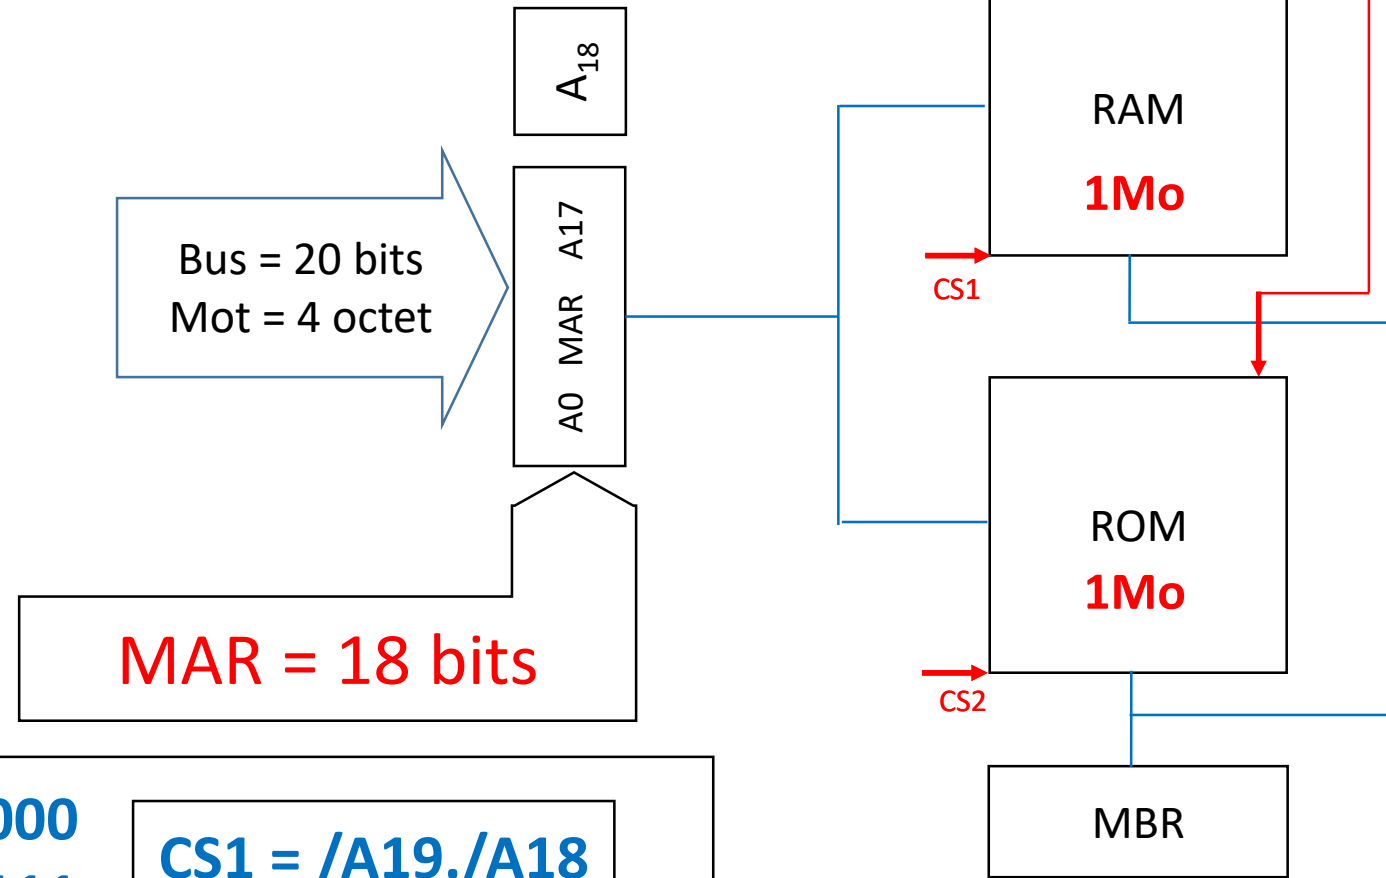 A18
RAM
1Mo
Bus = 20 bits
Mot = 4 octet
A0 MAR A17
CS1
ROM
1Mo
MAR = 18 bits
CS2
MBR
CS1 = /A19./A18